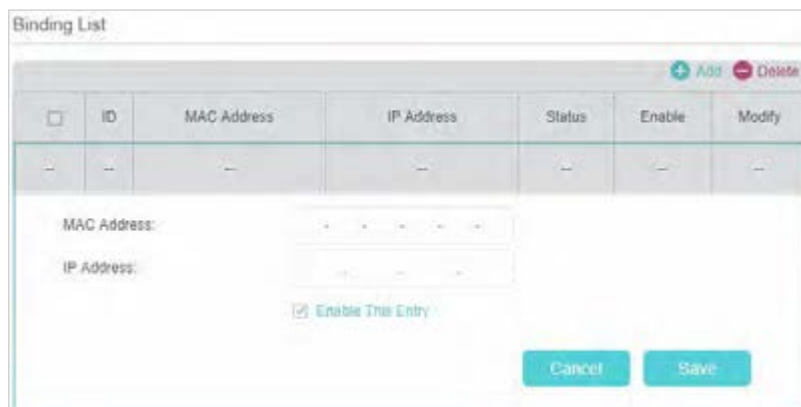 Binding List
Add Delete
ID MAC Address IP Address Status Enable Modify
-- -- -- -- -- -- --
MAC Address: - - - - -
IP Address: . . .
Enable This Entry
Cancel Save